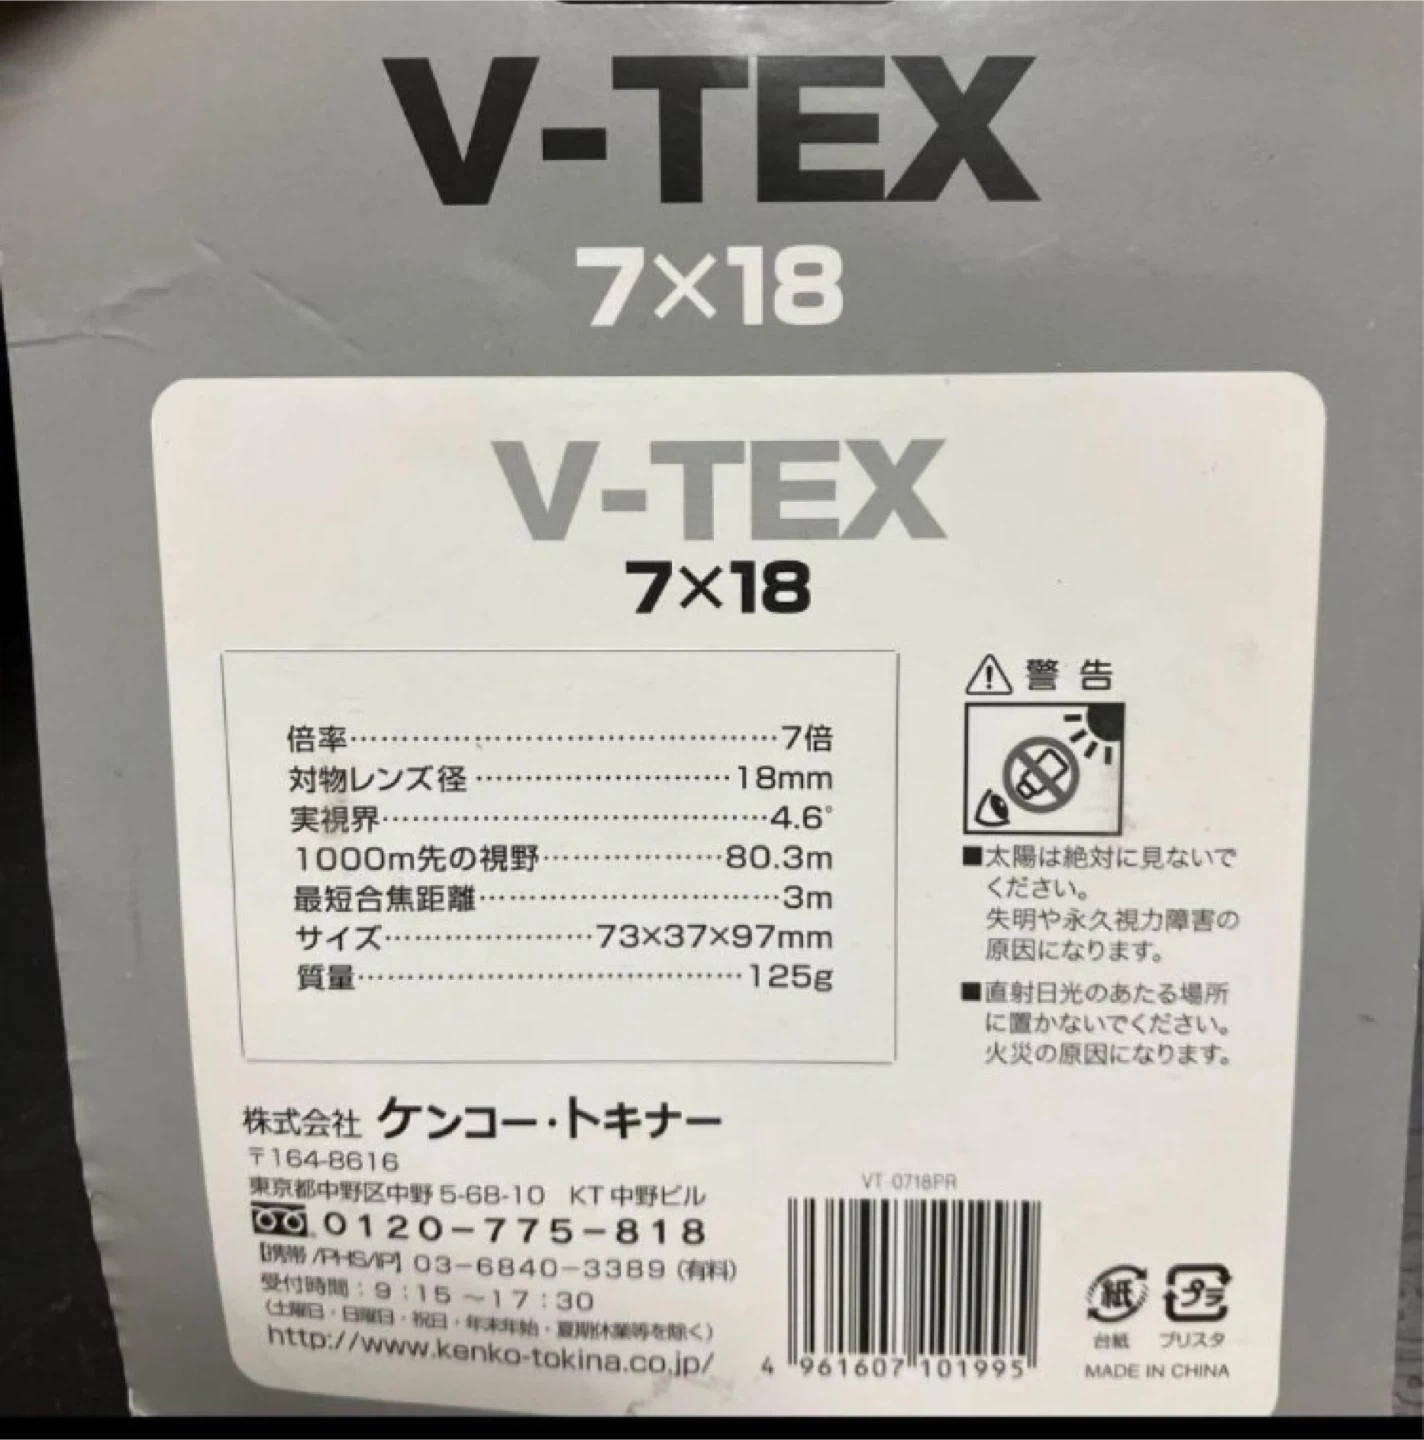 V-TEX
7×18
V-TEX
7×18
倍率……………………………………7倍
対物レンズ径………………………18mm
実視界…………………………………4.6°
1000m先の視野………………80.3m
最短合焦距離…………………………3m
サイズ…………………73×37×97mm
質量…………………………………125g
警告
■太陽は絶対に見ないで
ください。
失明や永久視力障害の
原因になります。
■直射日光のあたる場所
に置かないでください。
火災の原因になります。
株式会社 ケンコー・トキナー
〒164-8616
東京都中野区中野 5-68-10 KT 中野ビル
0120-775-818
【携帯/PHS/IP】03-6840-3389(有料)
受付時間:9:15～17:30
(土曜日・日曜日・祝日・年末年始・夏期休業等を除く)
http://www.kenko-tokina.co.jp/
VT-0718PR
4 961607 101995
紙 プラ
台紙 ブリスタ
MADE IN CHINA